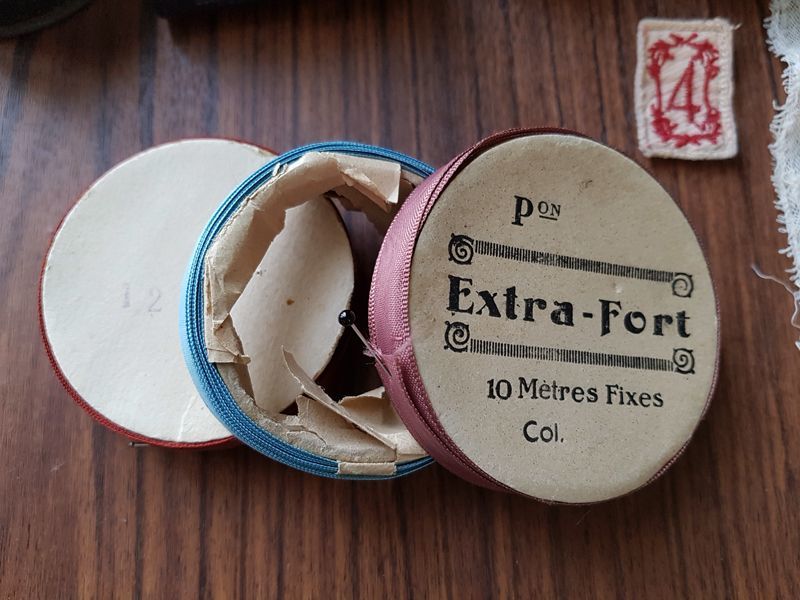 4
Pon
Extra-Fort
10 Mètres Fixes
Col.
12